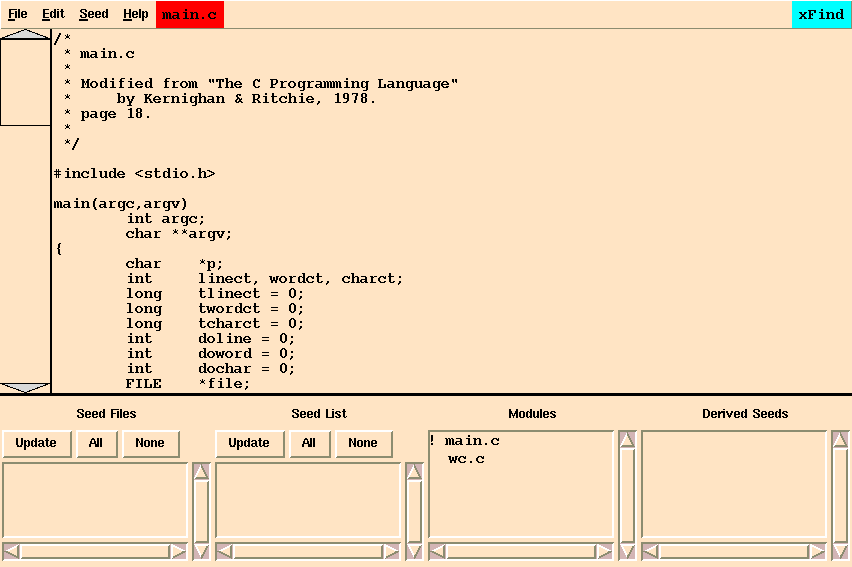 File Edit Seed Help main.c xFind
/*
 * main.c
 *
 * Modified from "The C Programming Language"
 *     by Kernighan & Ritchie, 1978.
 * page 18.
 *
 */
#include <stdio.h>
main(argc,argv)
        int argc;
        char **argv;
{
        char    *p;
        int     linect, wordct, charct;
        long    tlinect = 0;
        long    twordct = 0;
        long    tcharct = 0;
        int     doline = 0;
        int     doword = 0;
        int     dochar = 0;
        FILE    *file;
Seed Files Seed List Modules Derived Seeds
Update All None Update All None
! main.c
  wc.c